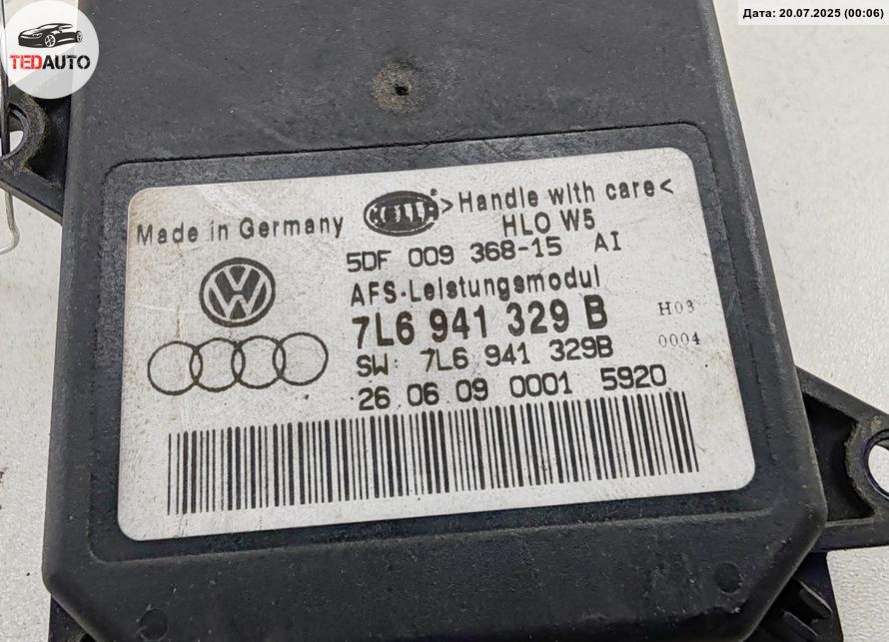 Дата: 20.07.2025 (00:06)
TEDAUTO
Made in Germany
HELLA
®
>Handle with care<
HLO W5
5DF 009 368-15 AI
AFS-Leistungsmodul
7L6 941 329 B
H03
SW: 7L6 941 329B
0004
26 06 09 0001 5920